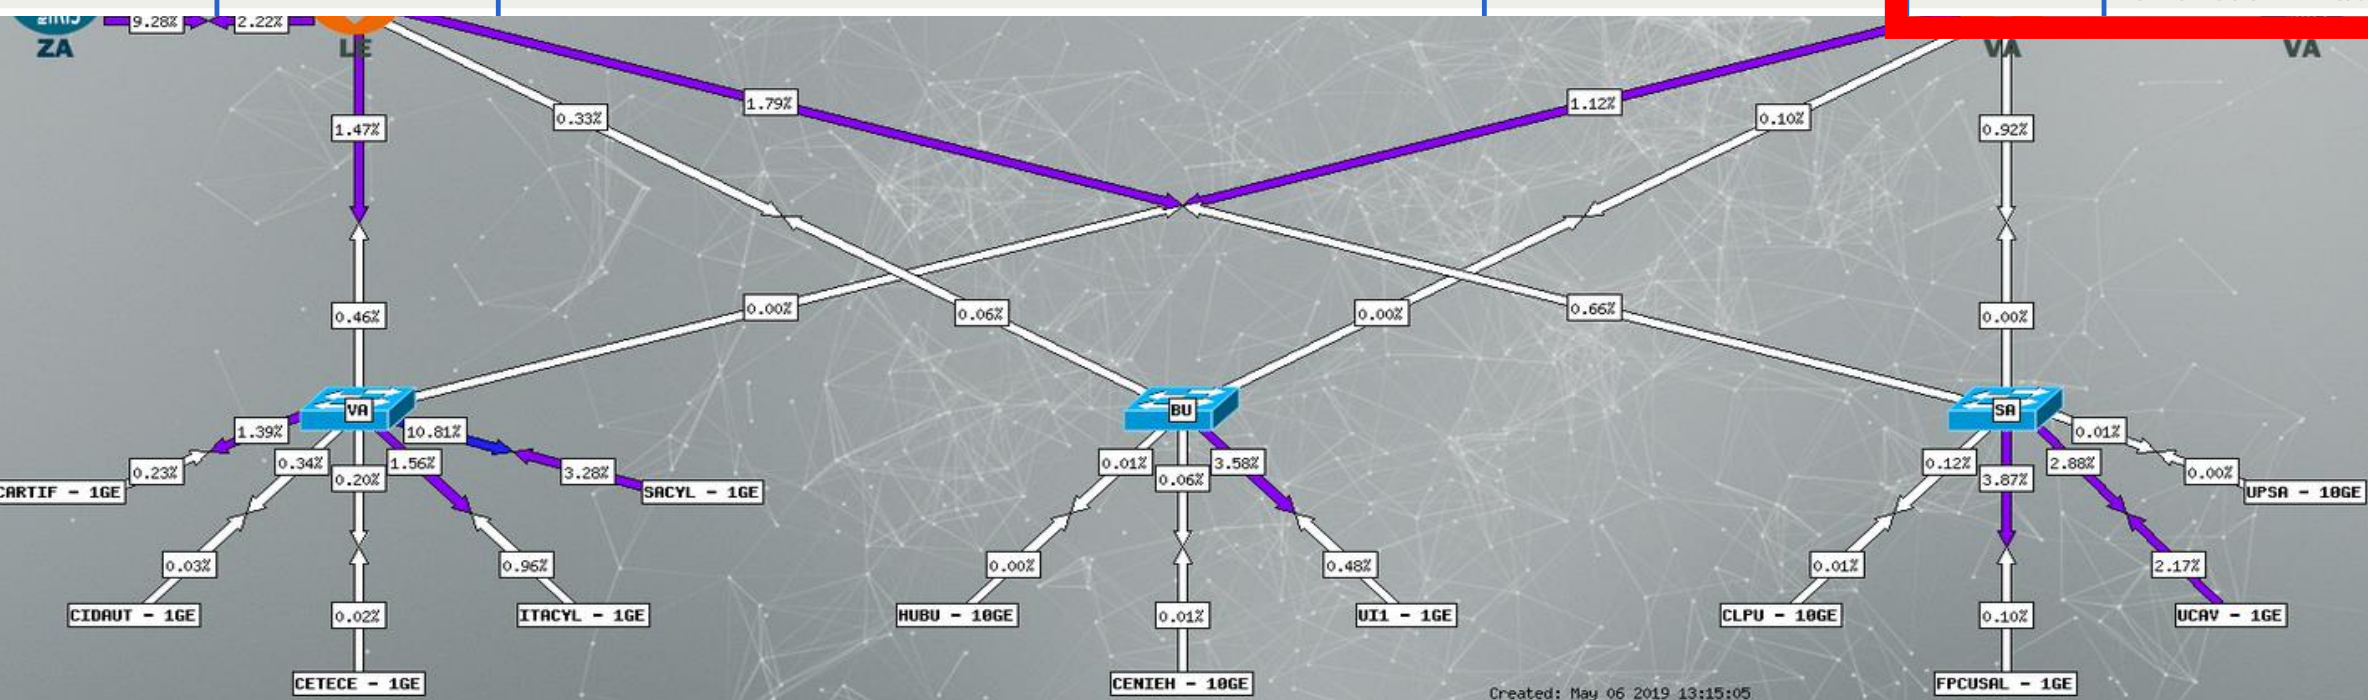 9.28%
2.22%
ZA
LE
VA
VA
1.79%
1.12%
0.33%
0.10%
1.47%
0.92%
0.00%
0.66%
0.46%
0.06%
0.00%
0.00%
VA
BU
SA
1.39%
10.81%
0.01%
0.34%
1.56%
0.01%
3.58%
0.12%
2.88%
0.23%
0.20%
3.28%
0.06%
3.87%
0.00%
CARTIF - 1GE
SACYL - 1GE
UPSA - 10GE
0.03%
0.96%
0.00%
0.48%
0.01%
2.17%
CIDAUT - 1GE
0.02%
ITACYL - 1GE
HUBU - 10GE
0.01%
UI1 - 1GE
CLPU - 10GE
0.10%
UCAV - 1GE
CETECE - 1GE
CENIEH - 10GE
FPCUSAL - 1GE
Created: May 06 2019 13:15:05